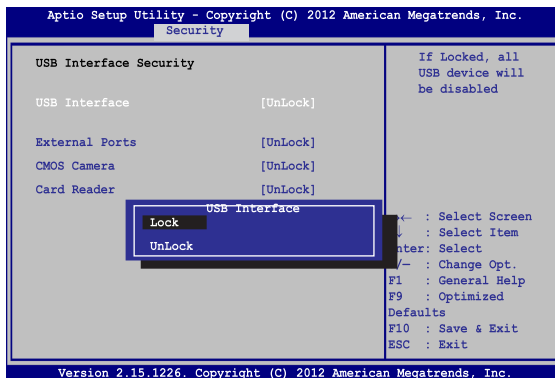 Aptio Setup Utility - Copyright (C) 2012 American Megatrends, Inc.
Security
USB Interface Security
USB Interface [UnLock]
External Ports [UnLock]
CMOS Camera [UnLock]
Card Reader [UnLock]
USB Interface
Lock
UnLock
If Locked, all
USB device will
be disabled
→← : Select Screen
↓ : Select Item
nter: Select
/— : Change Opt.
F1 : General Help
F9 : Optimized
Defaults
F10 : Save & Exit
ESC : Exit
Version 2.15.1226. Copyright (C) 2012 American Megatrends, Inc.